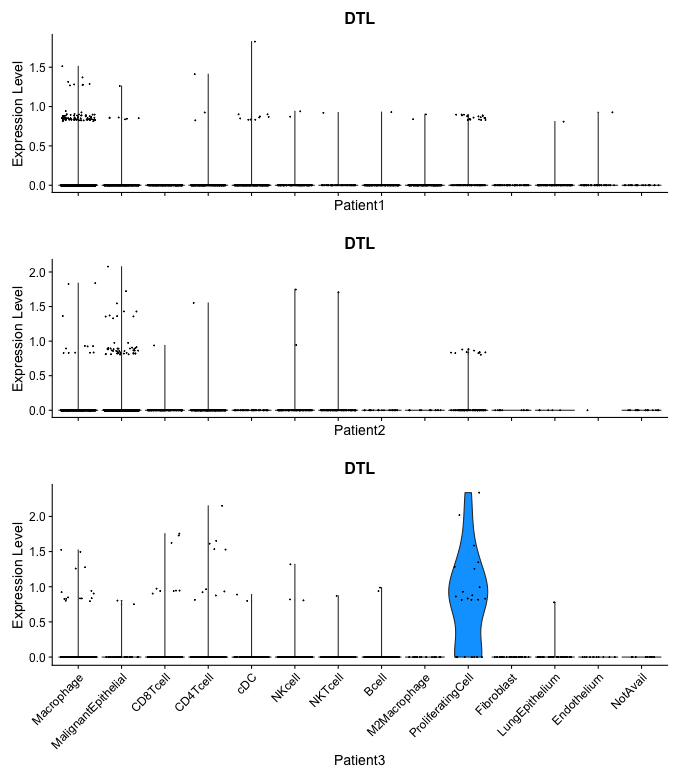 DTL
Expression Level
1.5
1.0
0.5
0.0
Patient1
DTL
Expression Level
2.0
1.5
1.0
0.5
0.0
Patient2
DTL
Expression Level
2.0
1.5
1.0
0.5
0.0
Macrophage
MalignantEpithelial
CD8Tcell
CD4Tcell
cDC
NKcell
NKTcell
Bcell
M2Macrophage
ProliferatingCell
Fibroblast
LungEpithelium
Endothelium
NotAvail
Patient3